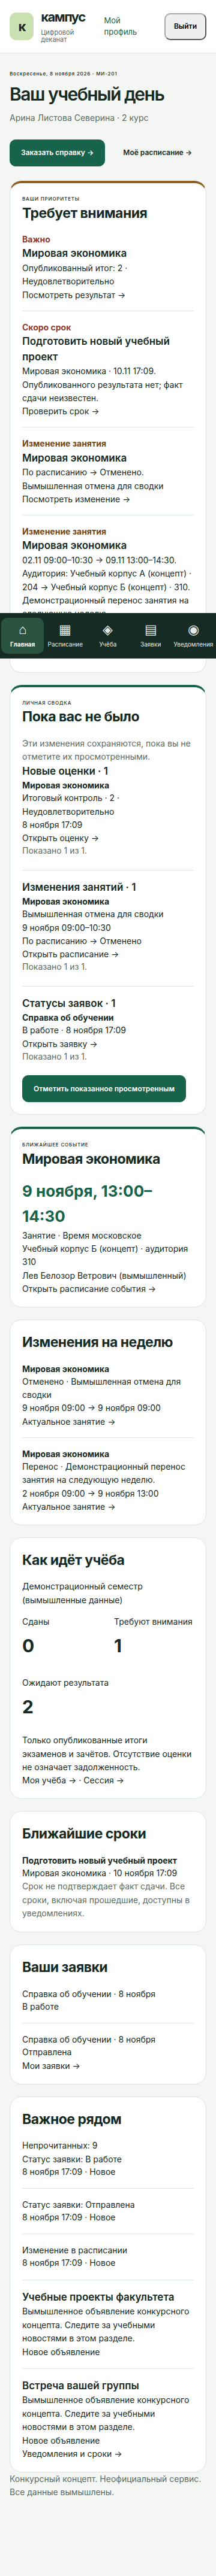 к
кампус
Цифровой
деканат
Мой
профиль
Выйти
Воскресенье, 8 ноября 2026 · МИ-201
Ваш учебный день
Арина Листова Северина · 2 курс
Заказать справку →
Моё расписание →
ВАШИ ПРИОРИТЕТЫ
Требует внимания
Важно
Мировая экономика
Опубликованный итог: 2 ·
Неудовлетворительно
Посмотреть результат →
Скоро срок
Подготовить новый учебный
проект
Мировая экономика · 10.11 17:09.
Опубликованного результата нет; факт
сдачи неизвестен.
Проверить срок →
Изменение занятия
Мировая экономика
По расписанию → Отменено.
Вымышленная отмена для сводки
Посмотреть изменение →
Изменение занятия
Мировая экономика
02.11 09:00–10:30 → 09.11 13:00–14:30.
Аудитория: Учебный корпус А (концепт) ·
204 → Учебный корпус Б (концепт) · 310.
Демонстрационный перенос занятия на
Главная
Расписание
Учёба
Заявки
Уведомления
ЛИЧНАЯ СВОДКА
Пока вас не было
Эти изменения сохраняются, пока вы не
отметите их просмотренными.
Новые оценки · 1
Мировая экономика
Итоговый контроль · 2 ·
Неудовлетворительно
8 ноября 17:09
Открыть оценку →
Показано 1 из 1.
Изменения занятий · 1
Мировая экономика
Вымышленная отмена для сводки
9 ноября 09:00–10:30
По расписанию → Отменено
Открыть расписание →
Показано 1 из 1.
Статусы заявок · 1
Справка об обучении
В работе · 8 ноября 17:09
Открыть заявку →
Показано 1 из 1.
Отметить показанное просмотренным
БЛИЖАЙШЕЕ СОБЫТИЕ
Мировая экономика
9 ноября, 13:00–
14:30
Занятие · Время московское
Учебный корпус Б (концепт) · аудитория
310
Лев Белозор Ветрович (вымышленный)
Открыть расписание события →
Изменения на неделю
Мировая экономика
Отменено · Вымышленная отмена для
сводки
9 ноября 09:00 → 9 ноября 09:00
Актуальное занятие →
Мировая экономика
Перенос · Демонстрационный перенос
занятия на следующую неделю.
2 ноября 09:00 → 9 ноября 13:00
Актуальное занятие →
Как идёт учёба
Демонстрационный семестр
(вымышленные данные)
Сданы
Требуют внимания
0
1
Ожидают результата
2
Только опубликованные итоги
экзаменов и зачётов. Отсутствие оценки
не означает задолженность.
Моя учёба → · Сессия →
Ближайшие сроки
Подготовить новый учебный проект
Мировая экономика · 10 ноября 17:09
Срок не подтверждает факт сдачи. Все
сроки, включая прошедшие, доступны в
уведомлениях.
Ваши заявки
Справка об обучении · 8 ноября
В работе
Справка об обучении · 8 ноября
Отправлена
Мои заявки →
Важное рядом
Непрочитанных: 9
Статус заявки: В работе
8 ноября 17:09 · Новое
Статус заявки: Отправлена
8 ноября 17:09 · Новое
Изменение в расписании
8 ноября 17:09 · Новое
Учебные проекты факультета
Вымышленное объявление конкурсного
концепта. Следите за учебными
новостями в этом разделе.
Новое объявление
Встреча вашей группы
Вымышленное объявление конкурсного
концепта. Следите за учебными
новостями в этом разделе.
Новое объявление
Уведомления и сроки →
Конкурсный концепт. Неофициальный сервис.
Все данные вымышлены.